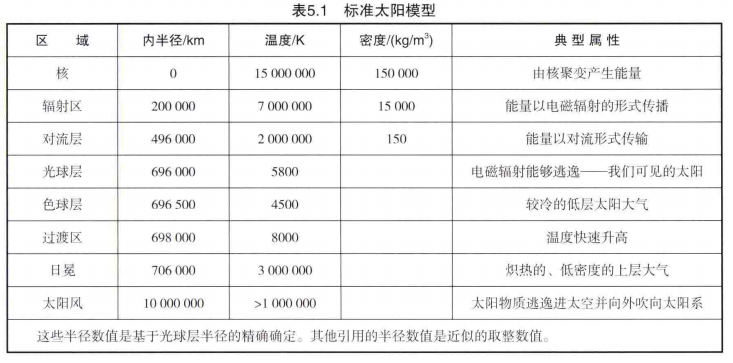 表5.1 标准太阳模型
区 域 内半径/km 温度/K 密度/(kg/m³) 典型属性
核 0 15 000 000 150 000 由核聚变产生能量
辐射区 200 000 7 000 000 15 000 能量以电磁辐射的形式传播
对流层 496 000 2 000 000 150 能量以对流形式传输
光球层 696 000 5800 电磁辐射能够逃逸——我们可见的太阳
色球层 696 500 4500 较冷的低层太阳大气
过渡区 698 000 8000 温度快速升高
日冕 706 000 3 000 000 炽热的、低密度的上层大气
太阳风 10 000 000 >1 000 000 太阳物质逃逸进太空并向外吹向太阳系
这些半径数值是基于光球层半径的精确确定。其他引用的半径数值是近似的取整数值。